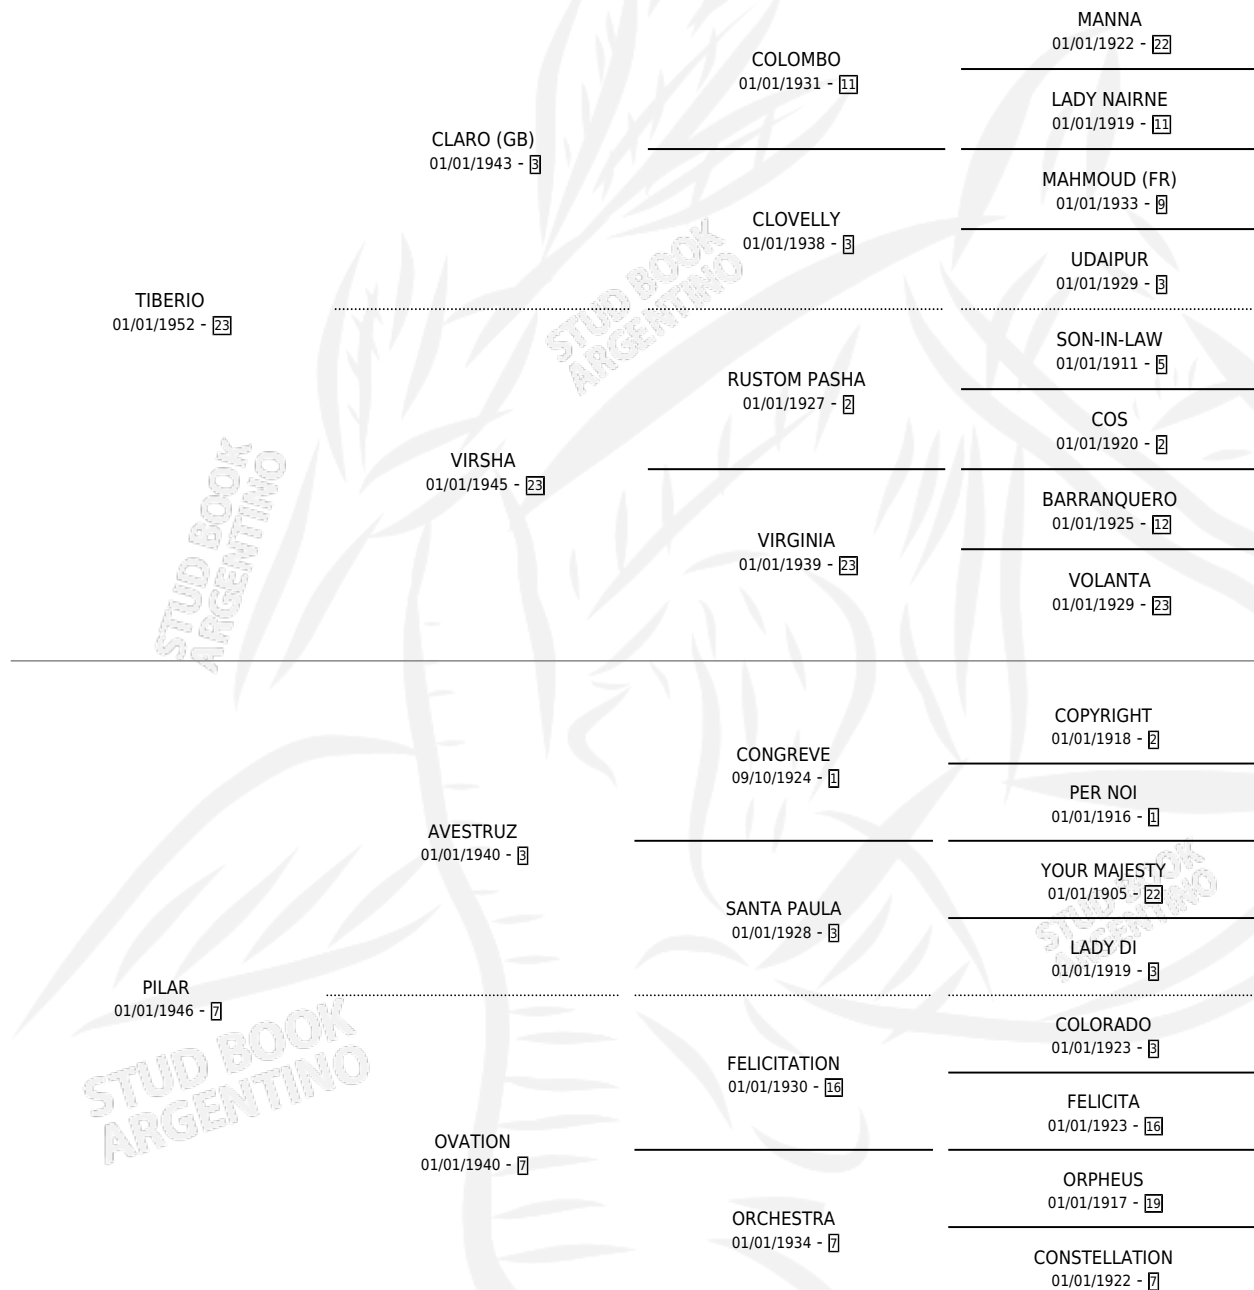 MANNA
01/01/1922 - 22
COLOMBO
01/01/1931 - 11
LADY NAIRNE
01/01/1919 - 11
CLARO (GB)
01/01/1943 - 3
MAHMOUD (FR)
01/01/1933 - 9
CLOVELLY
01/01/1938 - 3
UDAIPUR
01/01/1929 - 3
TIBERIO
01/01/1952 - 23
SON-IN-LAW
01/01/1911 - 5
RUSTOM PASHA
01/01/1927 - 2
COS
01/01/1920 - 2
VIRSHA
01/01/1945 - 23
BARRANQUERO
01/01/1925 - 12
VIRGINIA
01/01/1939 - 23
VOLANTA
01/01/1929 - 23
STUD BOOK
ARGENTINO
STUD BOOK
ARGENTINO
COPYRIGHT
01/01/1918 - 2
CONGREVE
09/10/1924 - 1
PER NOI
01/01/1916 - 1
AVESTRUZ
01/01/1940 - 3
YOUR MAJESTY
01/01/1905 - 22
SANTA PAULA
01/01/1928 - 3
LADY DI
01/01/1919 - 3
STUD BOOK
ARGENTINO
PILAR
01/01/1946 - 7
COLORADO
01/01/1923 - 3
FELICITATION
01/01/1930 - 16
FELICITA
01/01/1923 - 16
OVATION
01/01/1940 - 7
ORPHEUS
01/01/1917 - 19
ORCHESTRA
01/01/1934 - 7
CONSTELLATION
01/01/1922 - 7
STUD BOOK
ARGENTINO